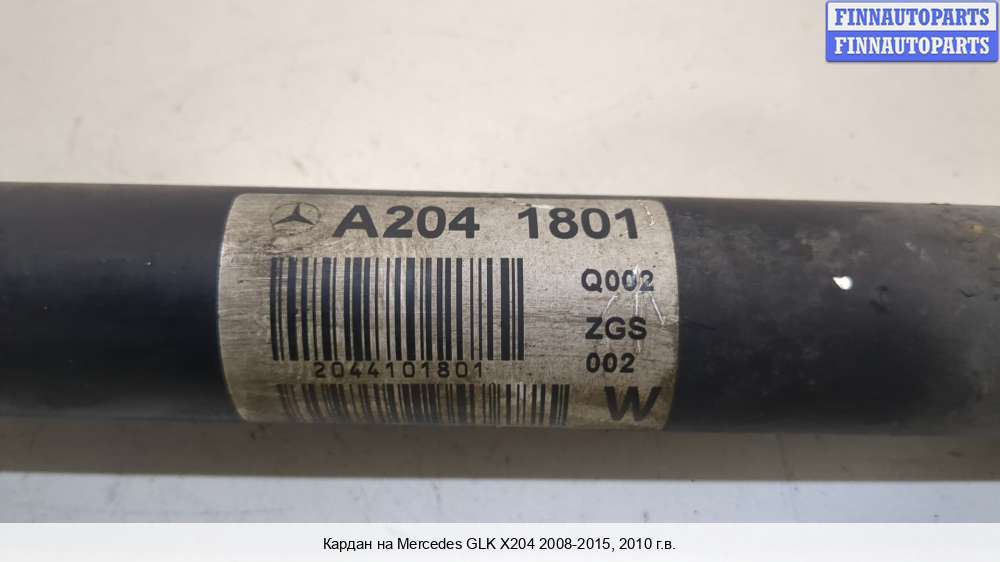 FINNAUTOPARTS
FINNAUTOPARTS
A204 1801
Q002
ZGS
002
2044101801
W
Кардан на Mercedes GLK X204 2008-2015, 2010 г.в.